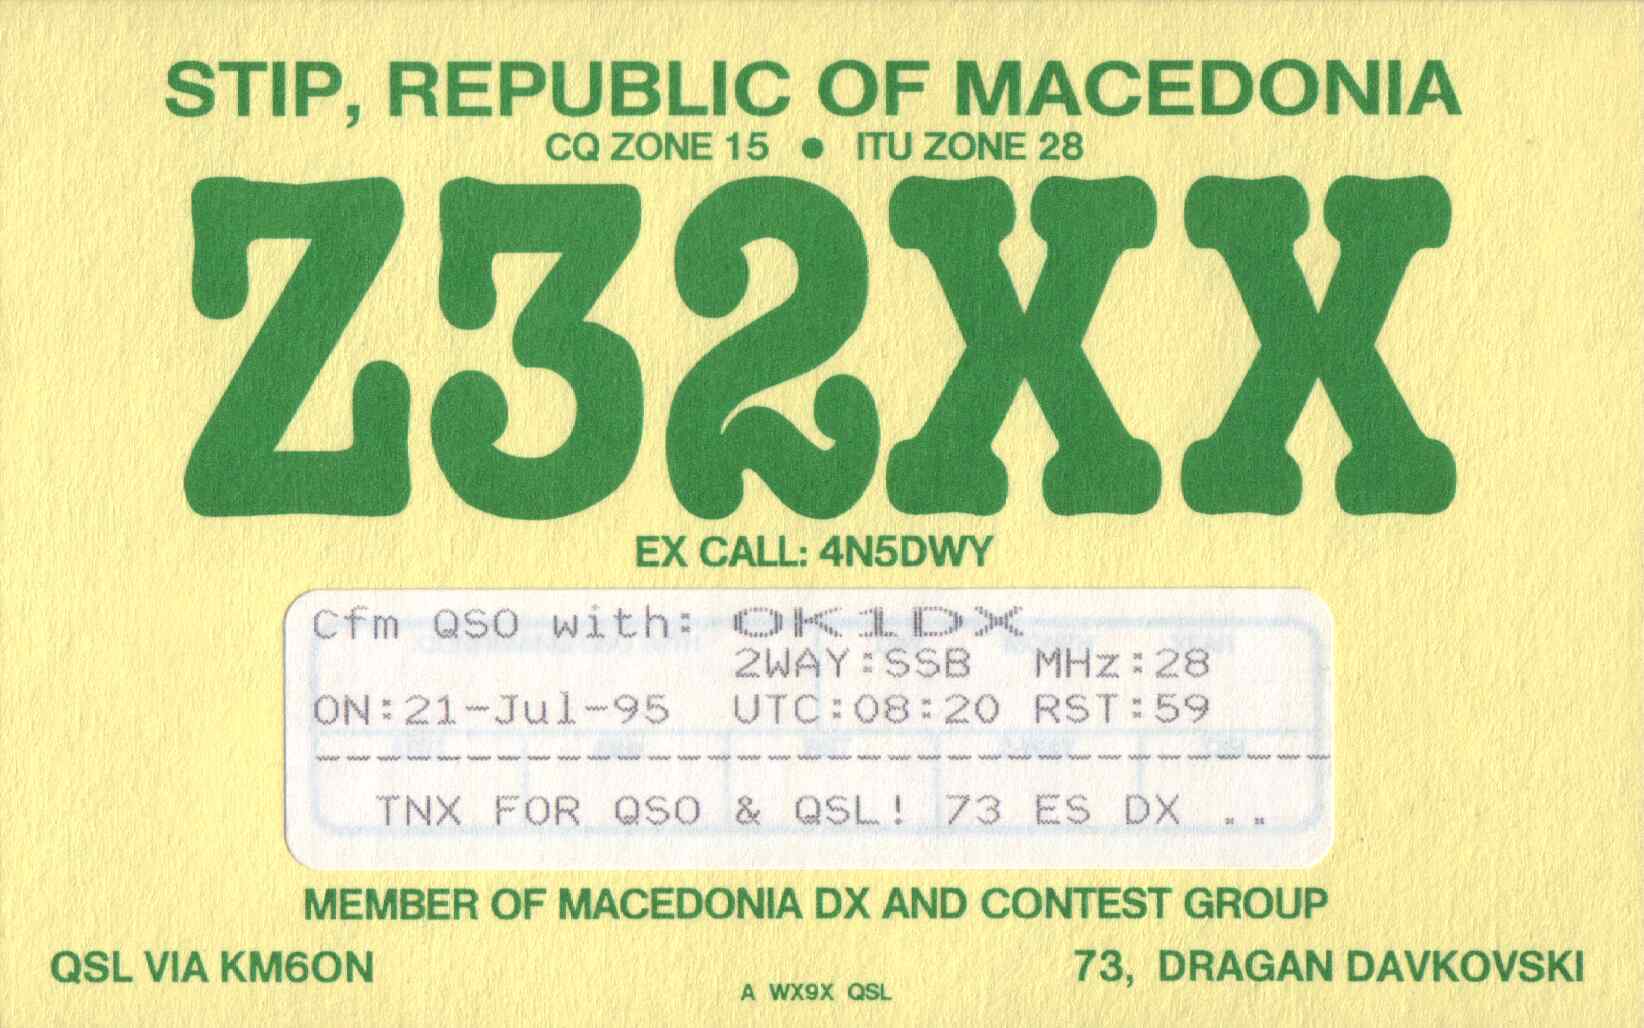 STIP, REPUBLIC OF MACEDONIA
CQ ZONE 15 ● ITU ZONE 28
Z32XX
EX CALL: 4N5DWY
Cfm QSO with: OK1DX
2WAY:SSB MHz:28
ON:21-Jul-95 UTC:08:20 RST:59
-----------------------------------
TNX FOR QSO & QSL! 73 ES DX ..
MEMBER OF MACEDONIA DX AND CONTEST GROUP
QSL VIA KM6ON
73, DRAGAN DAVKOVSKI
A WX9X QSL